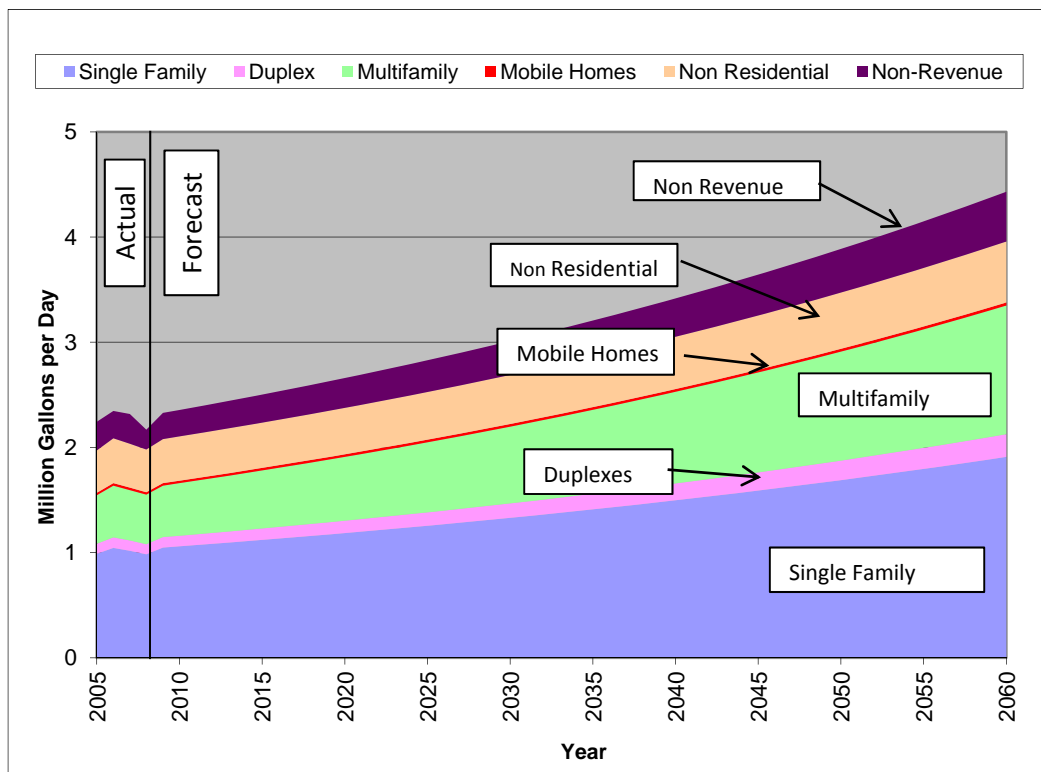 Single Family Duplex Multifamily Mobile Homes Non Residential Non-Revenue
5
4
3
2
1
0
Million Gallons per Day
Actual
Forecast
Non Revenue
Non Residential
Mobile Homes
Multifamily
Duplexes
Single Family
2005 2010 2015 2020 2025 2030 2035 2040 2045 2050 2055 2060
Year